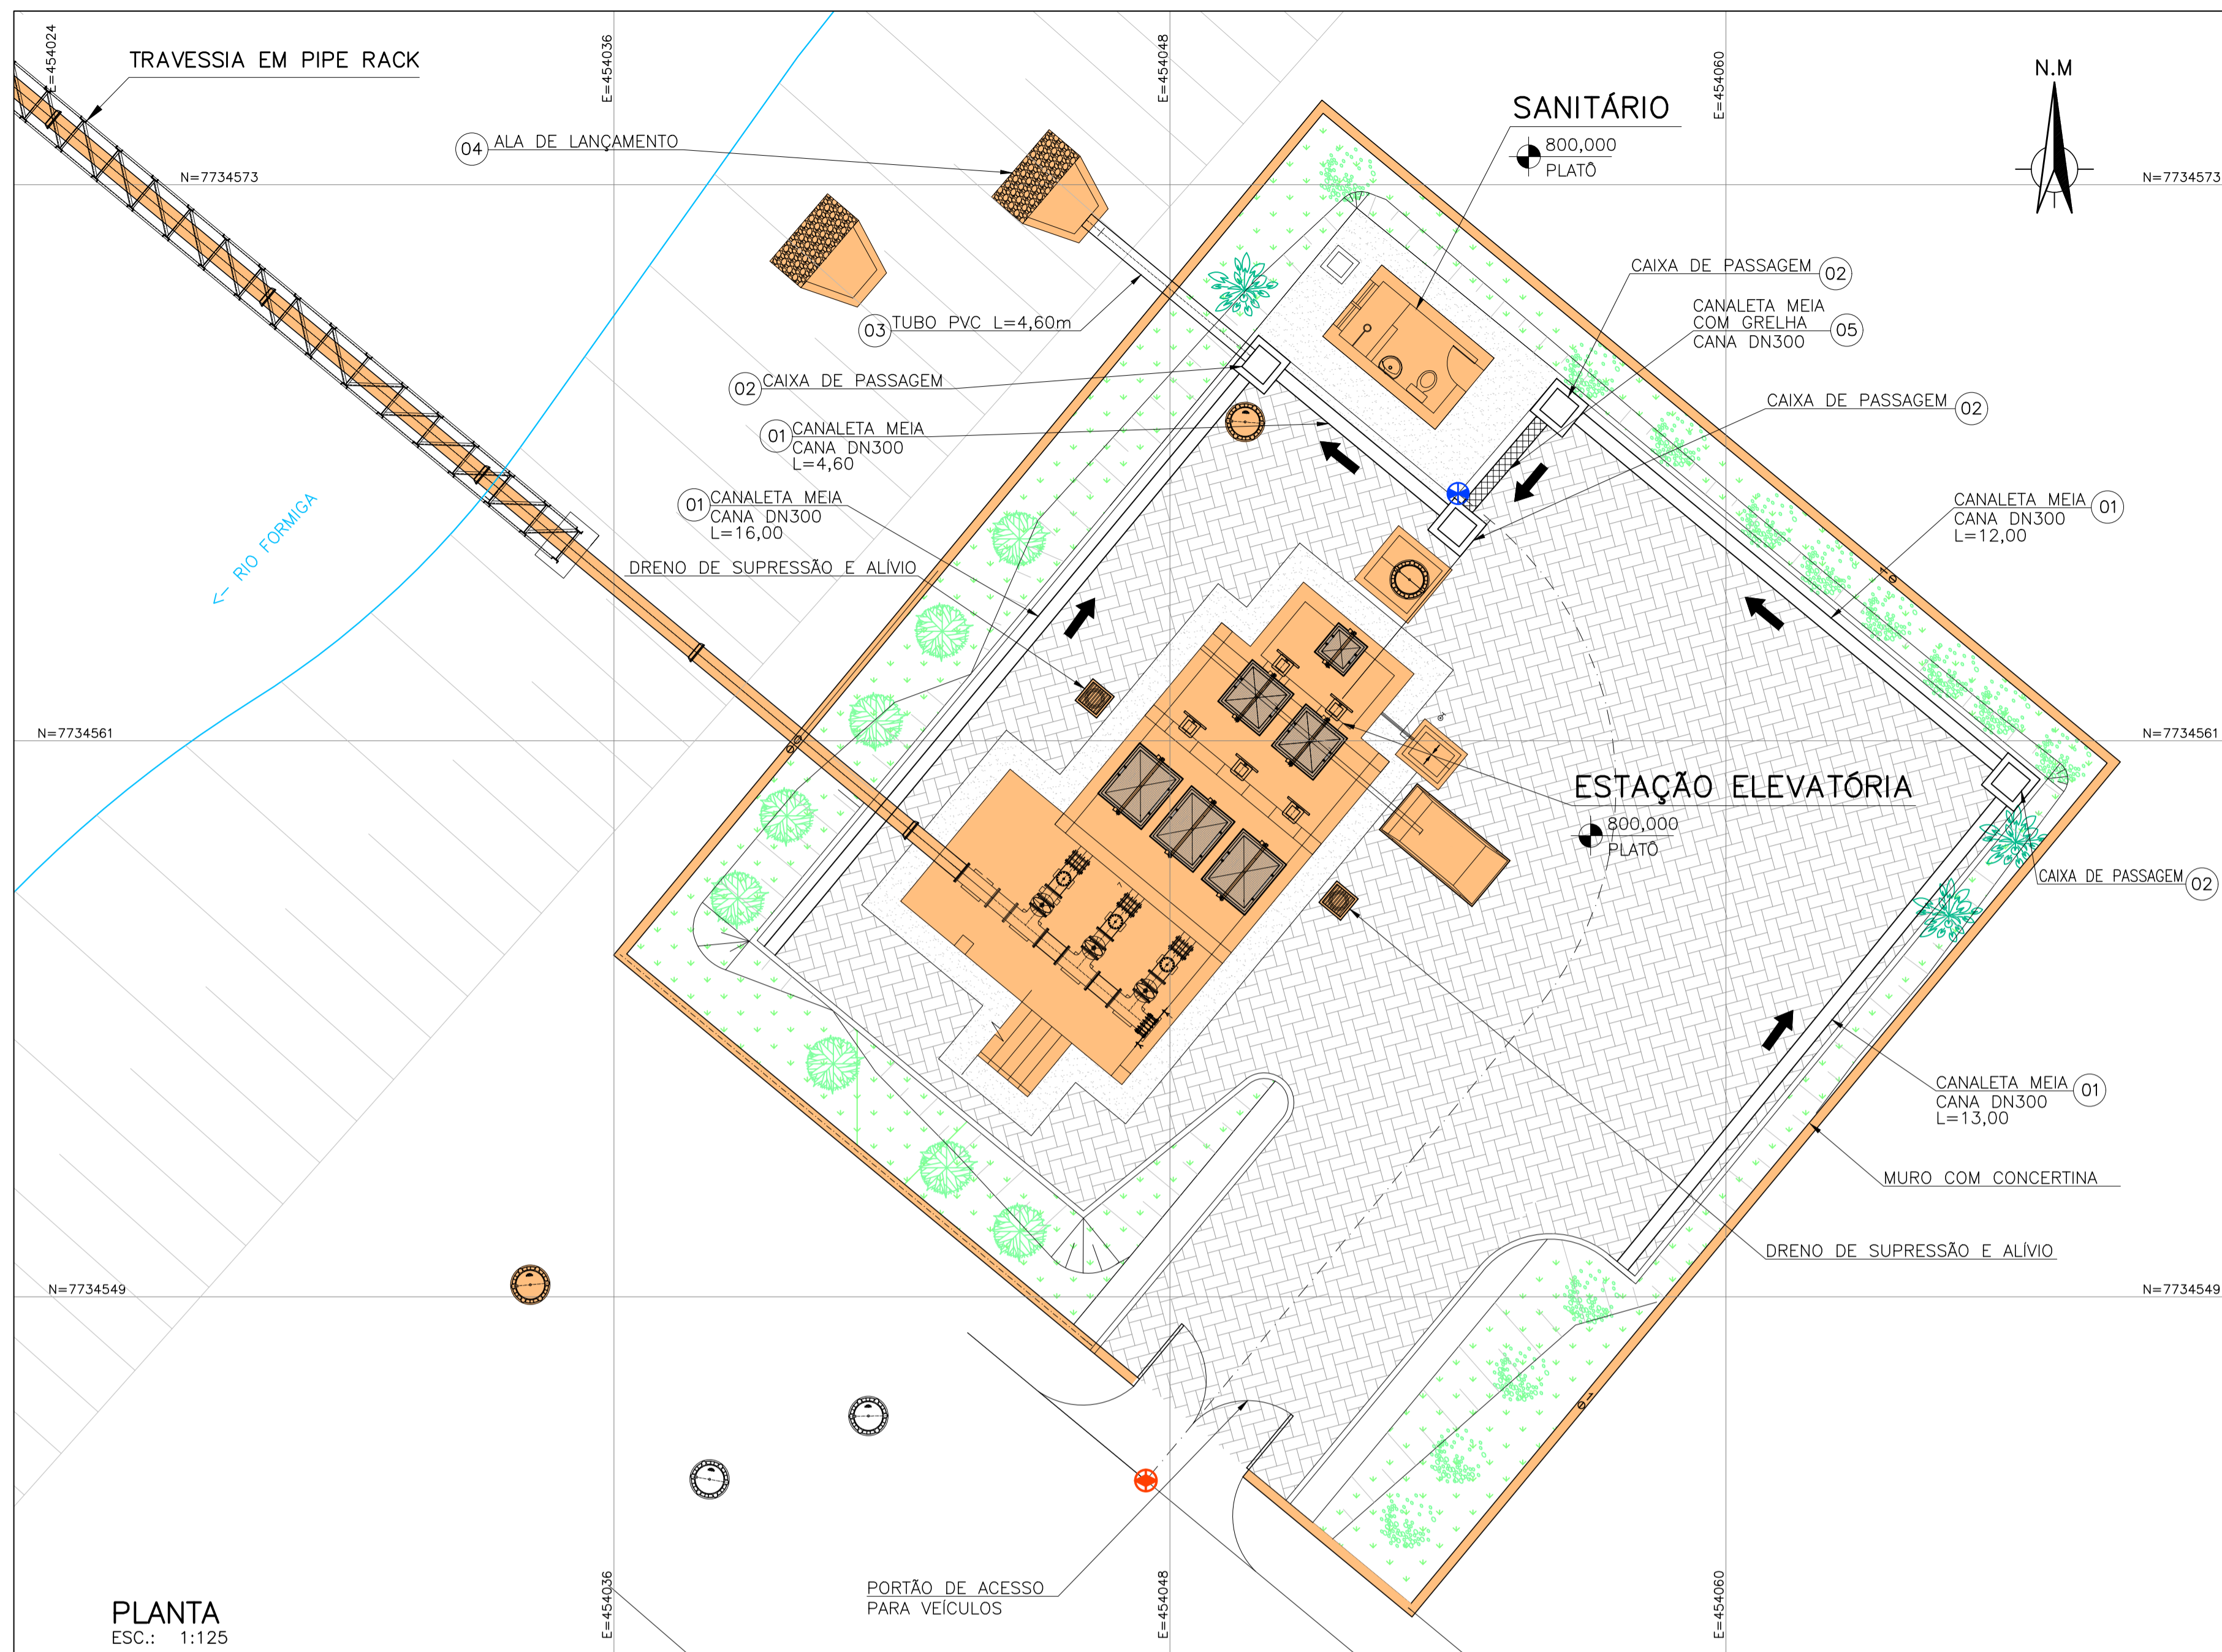 E=454024
TRAVESSIA EM PIPE RACK
E=454036
E=454048
E=454060
N.M
SANITÁRIO
800,000
PLATÔ
04 ALA DE LANÇAMENTO
N=7734573
N=7734573
CAIXA DE PASSAGEM 02
CANALETA MEIA
COM GRELHA 05
CANA DN300
03 TUBO PVC L=4,60m
02 CAIXA DE PASSAGEM
CAIXA DE PASSAGEM 02
01 CANALETA MEIA
CANA DN300
L=4,60
01 CANALETA MEIA
CANA DN300
L=16,00
CANALETA MEIA 01
CANA DN300
L=12,00
<- RIO FORMIGA
DRENO DE SUPRESSÃO E ALÍVIO
N=7734561
N=7734561
ESTAÇÃO ELEVATÓRIA
800,000
PLATÔ
CAIXA DE PASSAGEM 02
CANALETA MEIA 01
CANA DN300
L=13,00
MURO COM CONCERTINA
DRENO DE SUPRESSÃO E ALÍVIO
N=7734549
N=7734549
PORTÃO DE ACESSO
PARA VEÍCULOS
E=454036
E=454048
E=454060
PLANTA
ESC.: 1:125